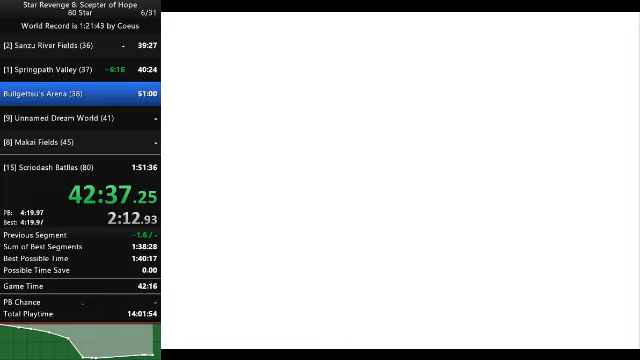 Star Revenge 8: Scepter of Hope
80 Star 6/31
World Record is 1:21:43 by Coeus
[2] Sanzu River Fields (36) - 39:27
[1] Springpath Valley (37) −6:16 40:24
Bullgettsu's Arena (38) 51:00
[9] Unnamed Dream World (41) -
[8] Makai Fields (45) -
[15] Scriodash Battles (80) 1:51:36
42:37.25
PB: 4:19.97
Best: 4:19.97
2:12.93
Previous Segment −1.6 / -
Sum of Best Segments 1:38:28
Best Possible Time 1:40:17
Possible Time Save 0.00
Game Time 42:16
PB Chance -
Total Playtime 14:01:54